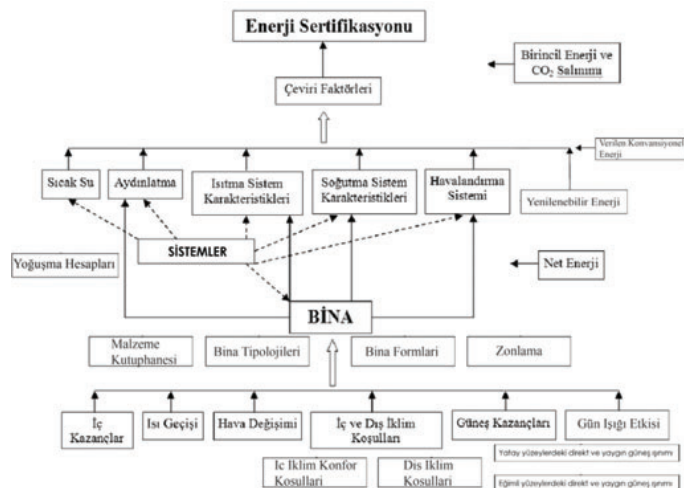 Enerji Sertifikasyonu
Birincil Enerji ve
CO₂ Salınımı
Çeviri Faktörleri
Verilen Konvansiyonel
Enerji
Sıcak Su
Aydınlatma
Isıtma Sistem
Karakteristikleri
Soğutma Sistem
Karakteristikleri
Havalandırma
Sistemi
Yenilenebilir Enerji
SİSTEMLER
Yoğuşma Hesapları
Net Enerji
BİNA
Malzeme
Kutuphanesi
Bina Tipolojileri
Bina Formlari
Zonlama
İç
Kazançlar
Isı Geçişi
Hava Değişimi
İç ve Dış İklim
Koşulları
Güneş Kazançları
Gün Işığı Etkisi
Ic Iklim Konfor
Kosullari
Dis Iklim
Kosullari
Yatay yüzeylerdeki direkt ve yaygın güneş ışınımı
Eğimli yüzeylerdeki direkt ve yaygın güneş ışınımı